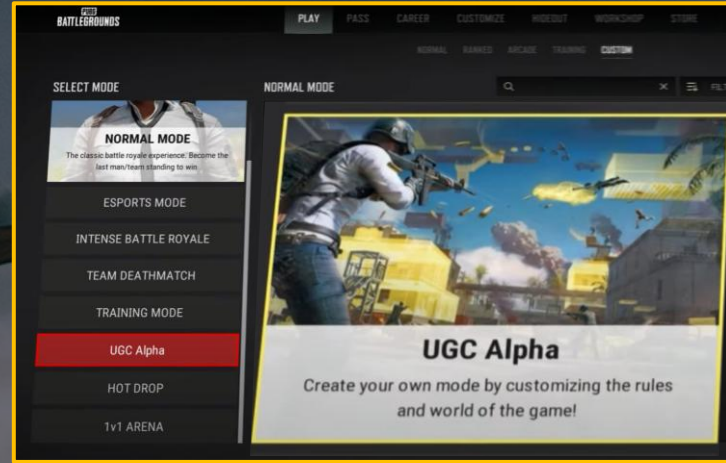 PUBG
BATTLEGROUNDS
PLAY PASS CAREER CUSTOMIZE HIDEOUT WORKSHOP STORE
NORMAL RANKED ARCADE TRAINING CUSTOM
SELECT MODE
NORMAL MODE
NORMAL MODE
The classic battle royale experience. Become the
last man/team standing to win
ESPORTS MODE
INTENSE BATTLE ROYALE
TEAM DEATHMATCH
TRAINING MODE
UGC Alpha
HOT DROP
1v1 ARENA
UGC Alpha
Create your own mode by customizing the rules
and world of the game!